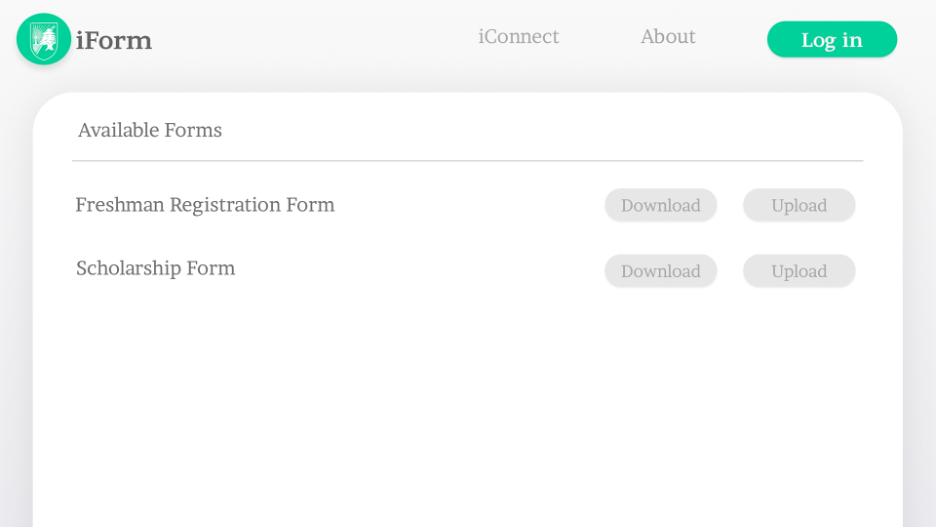 iForm
iConnect
About
Log in
Available Forms
Freshman Registration Form
Download
Upload
Scholarship Form
Download
Upload